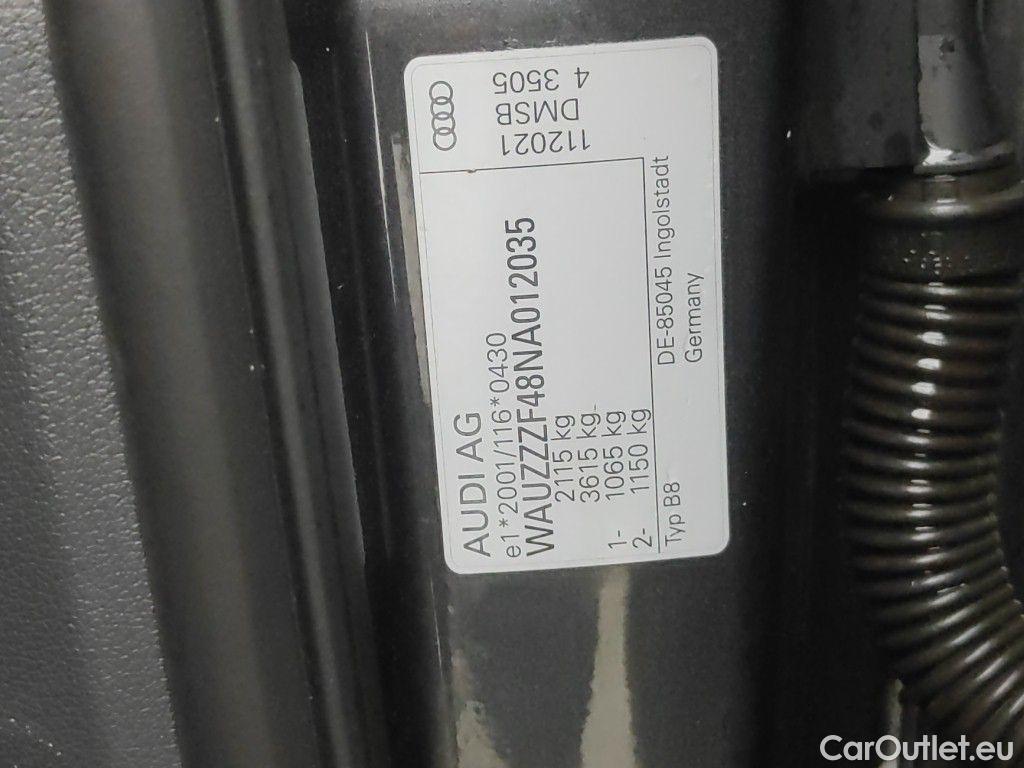 AUDI AG
e1*2001/116*0430
WAUZZZF48NA012035
2115 kg
3615 kg
1- 1065 kg
2- 1150 kg
Typ B8
DE-85045 Ingolstadt
Germany
112021
DMSB
4 3505
CarOutlet.eu